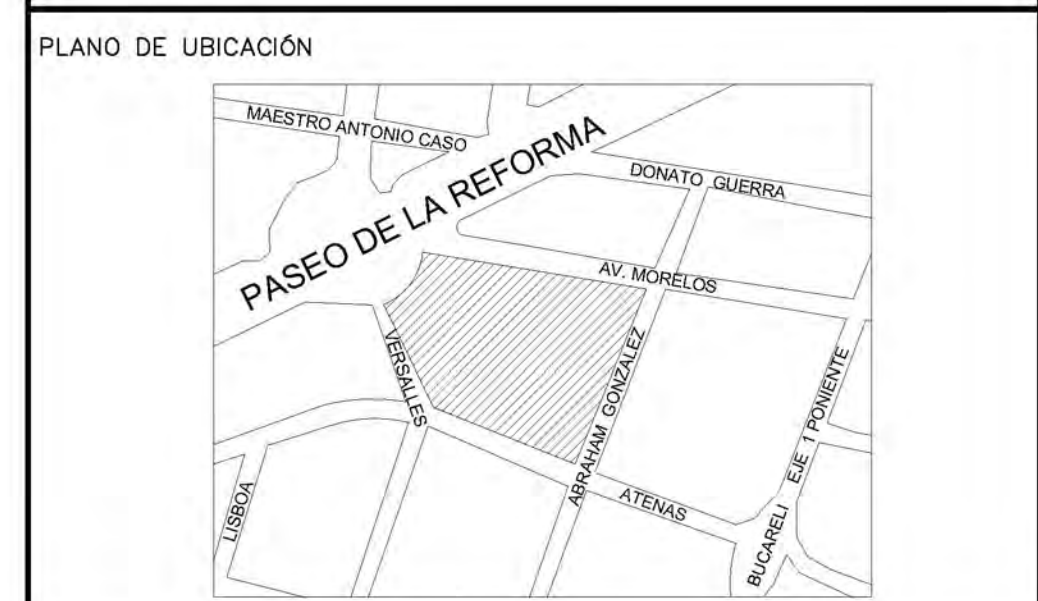 PLANO DE UBICACIÓN
MAESTRO ANTONIO CASO
PASEO DE LA REFORMA
DONATO GUERRA
AV. MORELOS
VERSALLES
ABRAHAM GONZALEZ
EJE 1 PONIENTE
LISBOA
ATENAS
BUCARELI